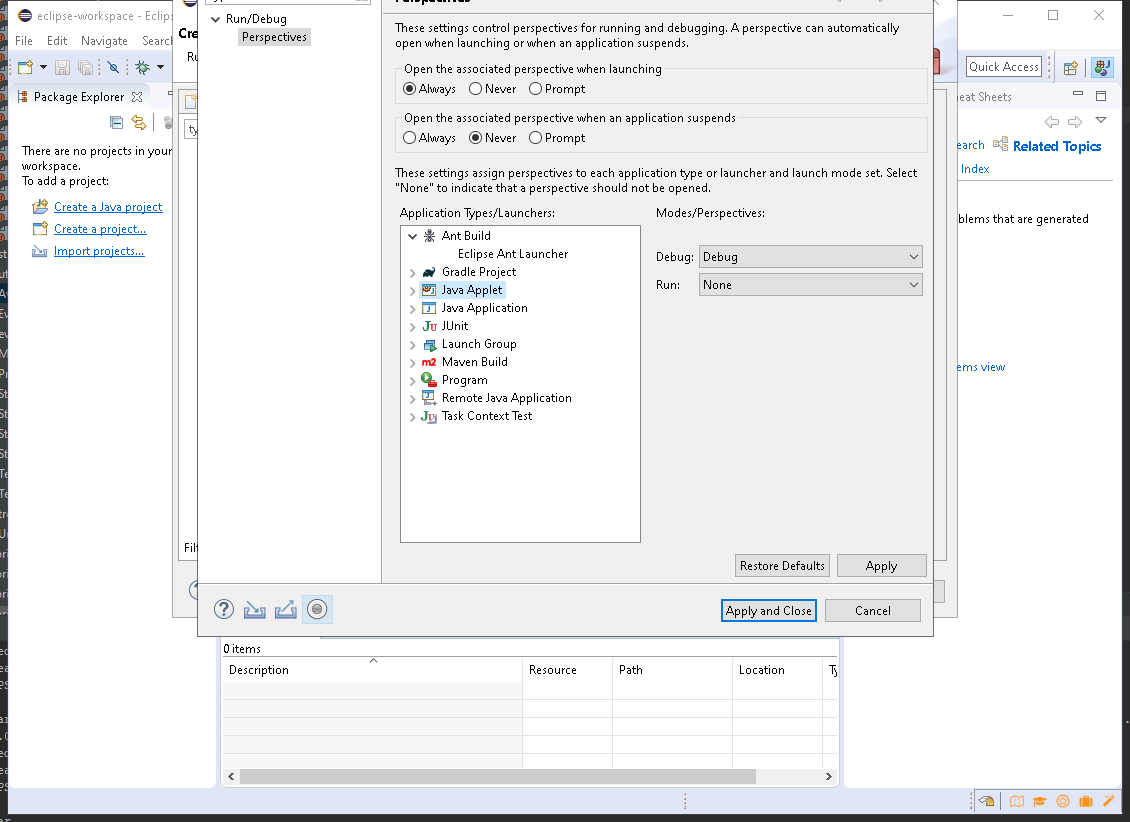 eclipse-workspace - Eclips
File Edit Navigate Search
Quick Access
Package Explorer
There are no projects in your
workspace.
To add a project:
Create a Java project
Create a project...
Import projects...
Cre
Ru
ty
Filt
Run/Debug
Perspectives
Perspectives
These settings control perspectives for running and debugging. A perspective can automatically
open when launching or when an application suspends.
Open the associated perspective when launching
Always Never Prompt
Open the associated perspective when an application suspends
Always Never Prompt
These settings assign perspectives to each application type or launcher and launch mode set. Select
"None" to indicate that a perspective should not be opened.
Application Types/Launchers:
Ant Build
Eclipse Ant Launcher
Gradle Project
Java Applet
Java Application
JUnit
Launch Group
Maven Build
Program
Remote Java Application
Task Context Test
Modes/Perspectives:
Debug: Debug
Run: None
Restore Defaults Apply
Apply and Close Cancel
eat Sheets
earch Related Topics
Index
blems that are generated
ems view
0 items
Description Resource Path Location Ty